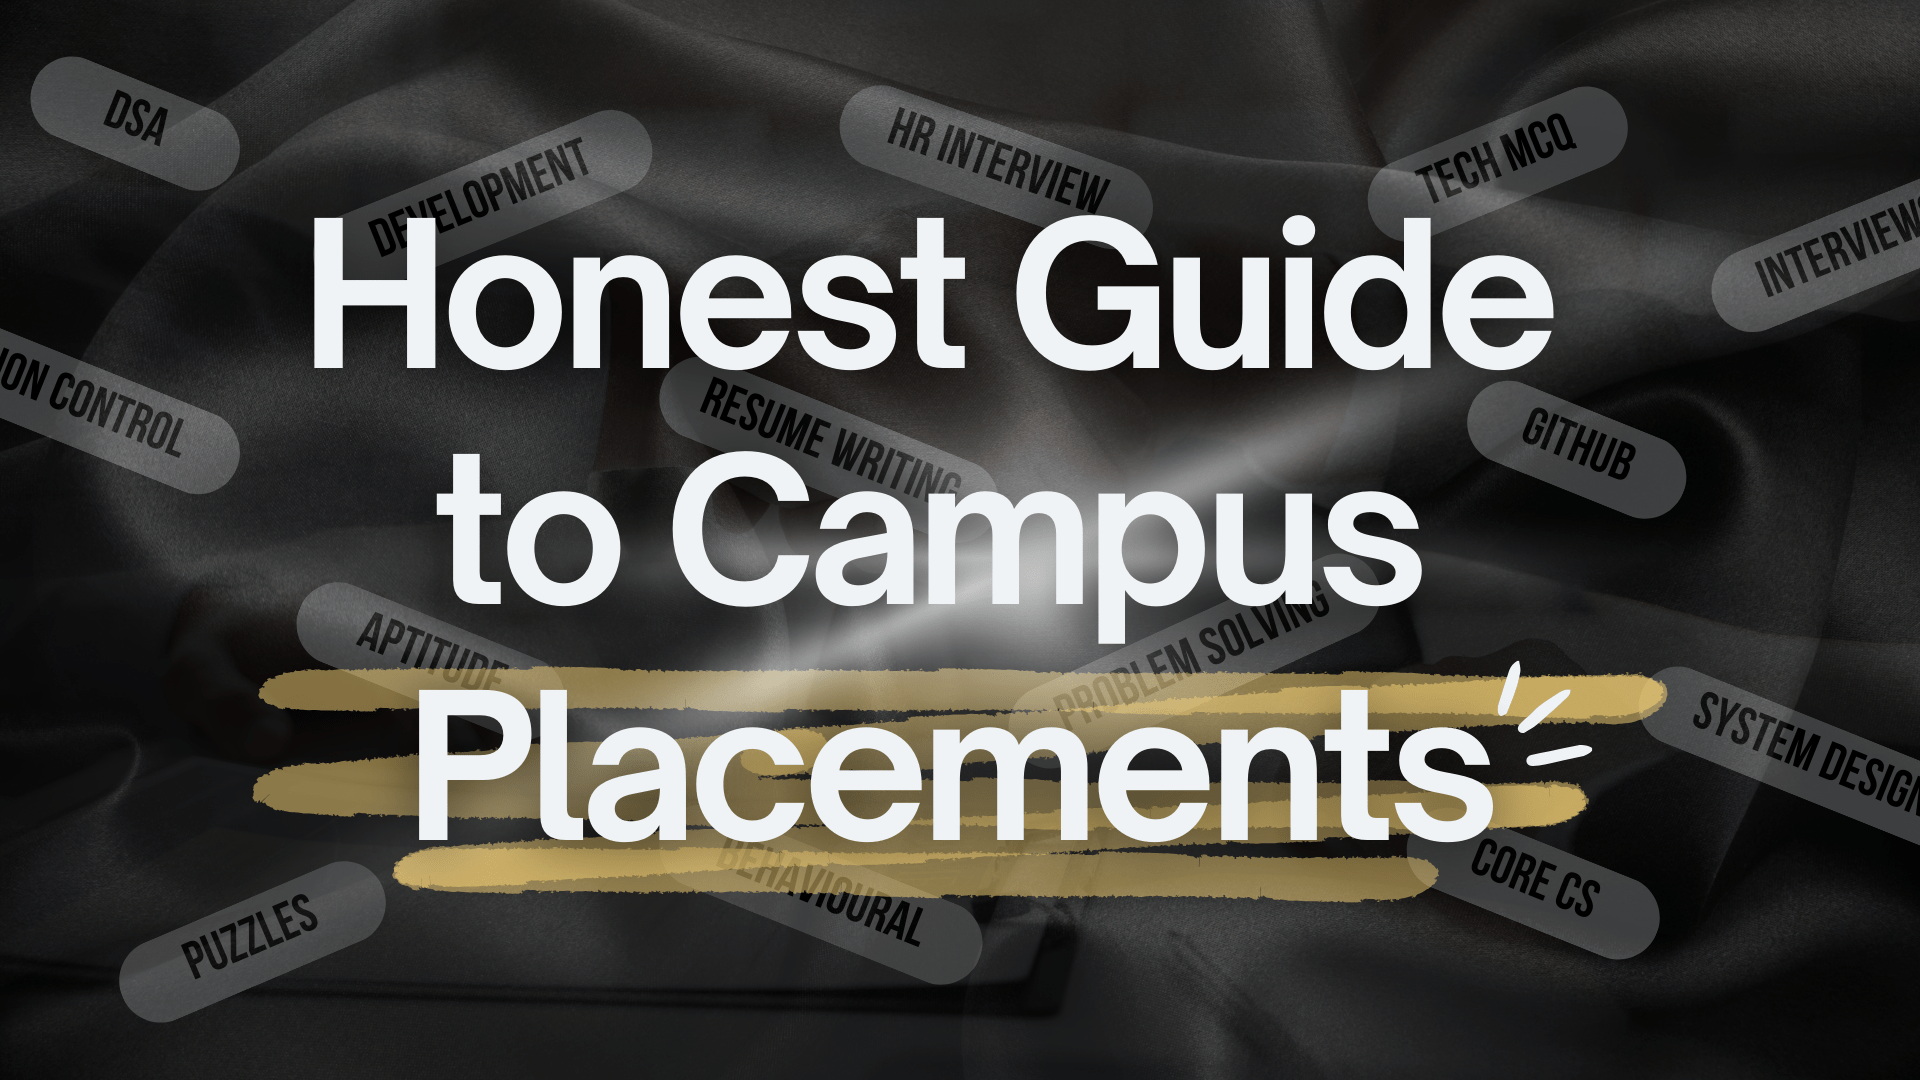 DSA
DEVELOPMENT
HR INTERVIEW
TECH MCQ
INTERVIEWS
Honest Guide
ION CONTROL
RESUME WRITING
GITHUB
to Campus
APTITUDE
PROBLEM SOLVING
Placements
SYSTEM DESIGN
BEHAVIOURAL
CORE CS
PUZZLES